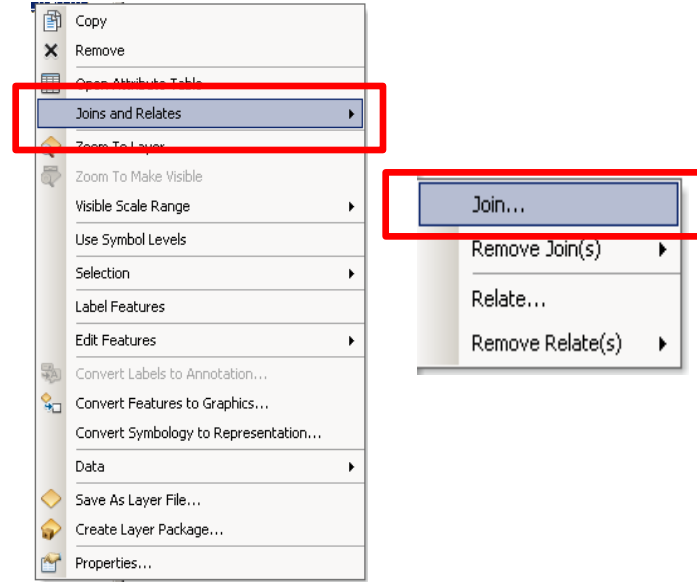 Copy
Remove
Open Attribute Table
Joins and Relates
Zoom To Layer
Zoom To Make Visible
Visible Scale Range
Use Symbol Levels
Selection
Label Features
Edit Features
Convert Labels to Annotation...
Convert Features to Graphics...
Convert Symbology to Representation...
Data
Save As Layer File...
Create Layer Package...
Properties...
Join...
Remove Join(s)
Relate...
Remove Relate(s)